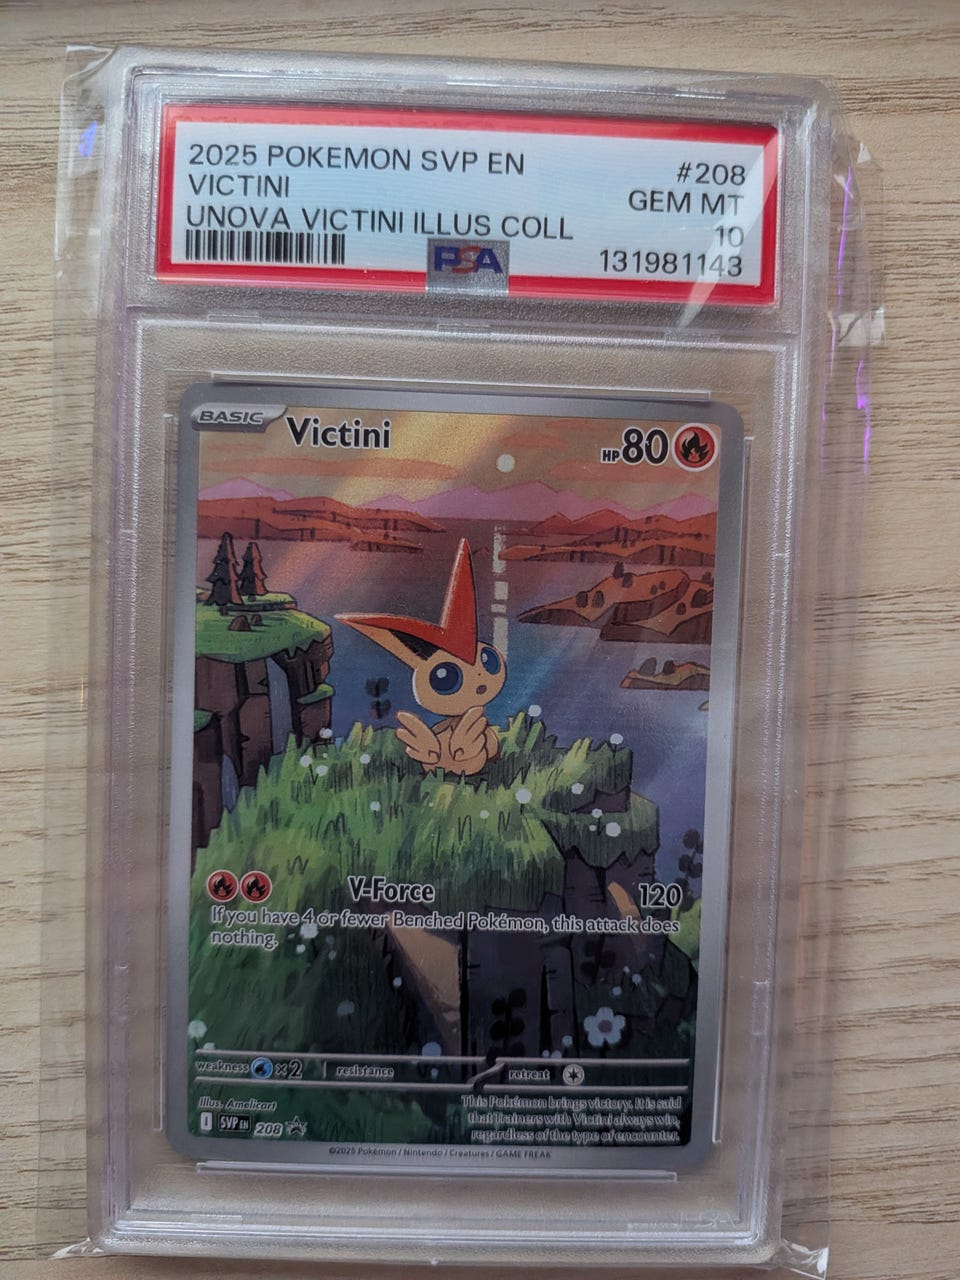 2025 POKEMON SVP EN
#208
VICTINI
GEM MT
UNOVA VICTINI ILLUS COLL
10
PSA
131981143
BASIC
Victini
HP 80
V-Force
120
If you have 4 or fewer Benched Pokémon, this attack does
nothing.
weakness ×2
resistance
retreat
Illus. Amelicart
This Pokémon brings victory. It is said
that Trainers with Victini always win,
regardless of the type of encounter.
I SVP EN 208
©2025 Pokémon / Nintendo / Creatures / GAME FREAK